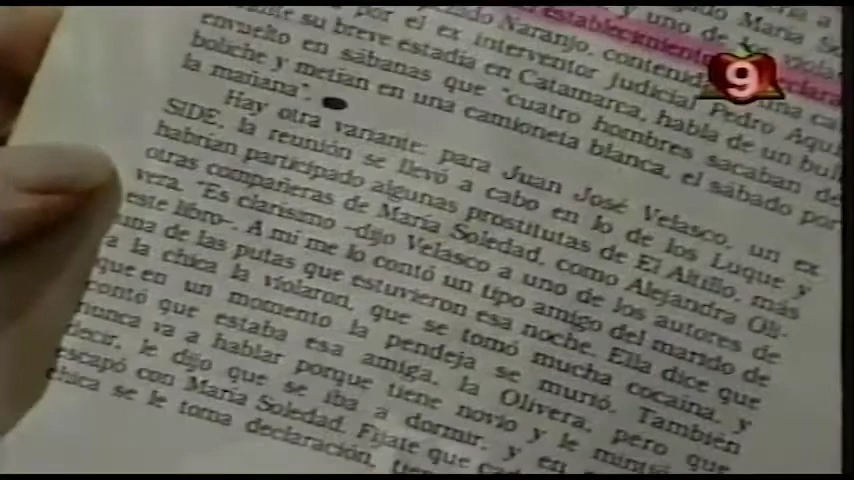 establecimiento
declara
Naranjo, contenid
por el ex interventor judicial Pedro Aqui
su breve estadía en Catamarca, habla de un bul
envuelto en sábanas que "cuatro hombres sacaban de
boliche y metían en una camioneta blanca, el sábado por
la mañana".
Hay otra variante: para Juan José Velasco, un ex
SIDE, la reunión se llevó a cabo en lo de los Luque y
habrían participado algunas prostitutas de El Altillo, más
otras compañeras de María Soledad, como Alejandra Oli-
vera. "Es clarísimo -dijo Velasco a uno de los autores de
este libro-. A mí me lo contó un tipo amigo del marido de
una de las putas que estuvieron esa noche. Ella dice que
a la chica la violaron, que se tomó mucha cocaína, y
que en un momento la pendeja se murió. También
contó que estaba esa amiga, la Olivera, pero que
nunca va a hablar porque tiene novio y le mintió
decir, le dijo que se iba a dormir, y en
escapó con María Soledad. Fijate que cad
chica se le toma declaración, tien
9